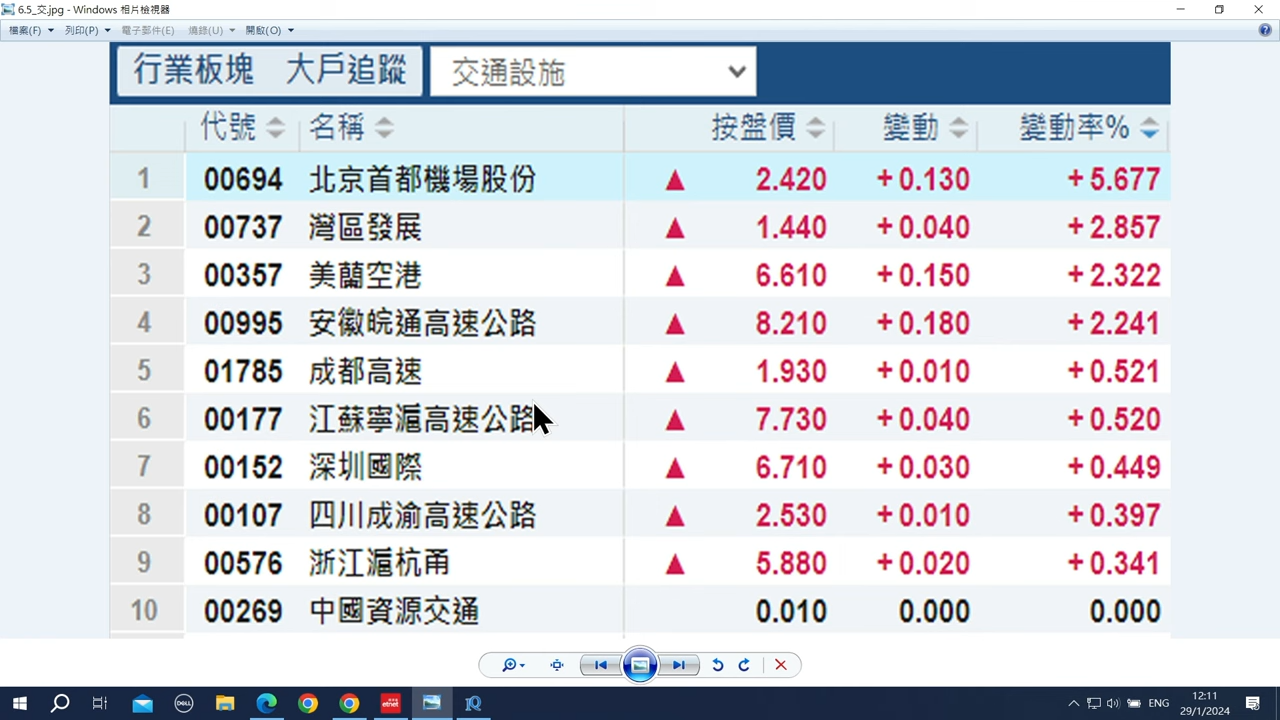 6.5_交.jpg - Windows 相片檢視器
檔案(F) 列印(P) 電子郵件(E) 燒錄(U) 開啟(O)
行業板塊 大戶追蹤 交通設施
代號 名稱 按盤價 變動 變動率%
1 00694 北京首都機場股份 ▲ 2.420 +0.130 +5.677
2 00737 灣區發展 ▲ 1.440 +0.040 +2.857
3 00357 美蘭空港 ▲ 6.610 +0.150 +2.322
4 00995 安徽皖通高速公路 ▲ 8.210 +0.180 +2.241
5 01785 成都高速 ▲ 1.930 +0.010 +0.521
6 00177 江蘇寧滬高速公路 ▲ 7.730 +0.040 +0.520
7 00152 深圳國際 ▲ 6.710 +0.030 +0.449
8 00107 四川成渝高速公路 ▲ 2.530 +0.010 +0.397
9 00576 浙江滬杭甬 ▲ 5.880 +0.020 +0.341
10 00269 中國資源交通 0.010 0.000 0.000
DELL etnet IQ ENG 12:11
29/1/2024